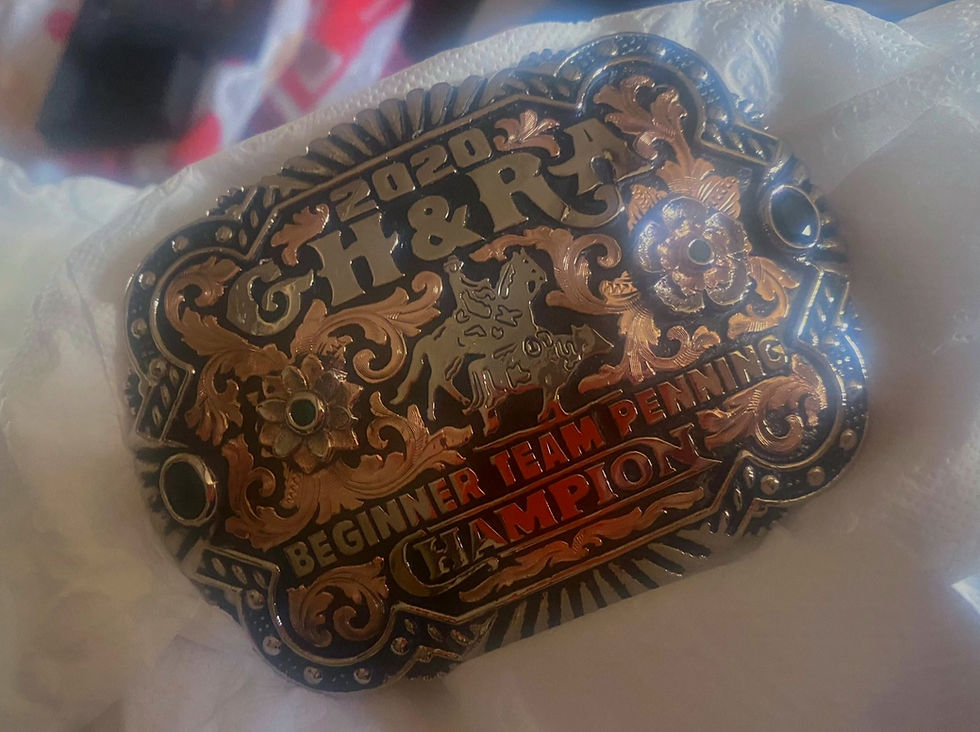 2020
GH&RA
BEGINNER TEAM PENNING
CHAMPION